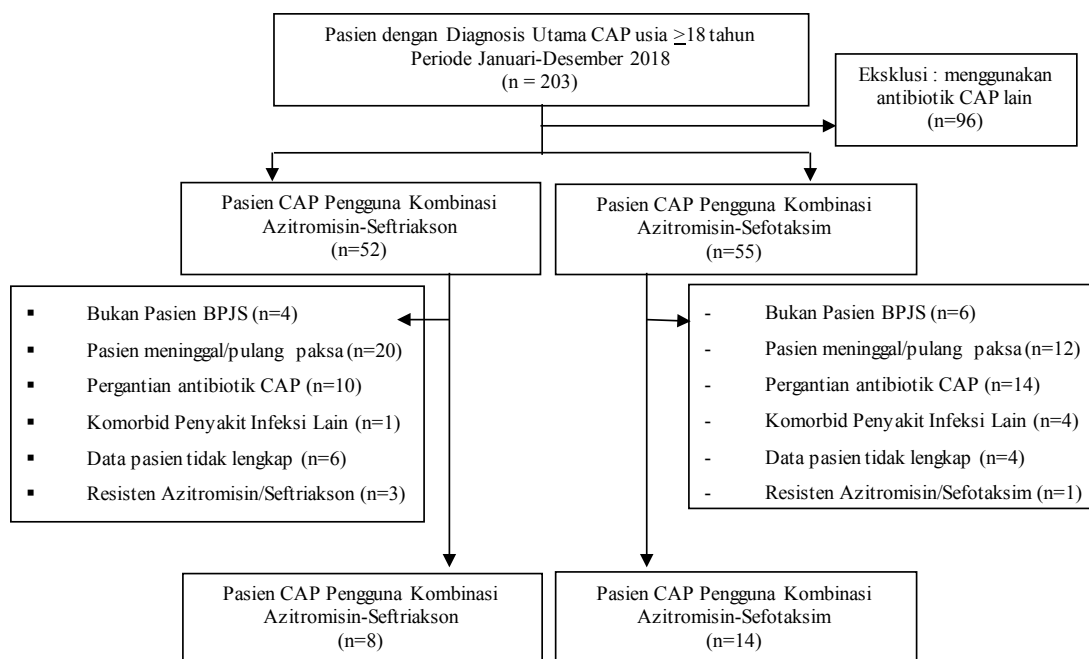 Pasien dengan Diagnosis Utama CAP usia ≥18 tahun
Periode Januari-Desember 2018
(n = 203)
Eksklusi : menggunakan
antibiotik CAP lain
(n=96)
Pasien CAP Pengguna Kombinasi
Azitromisin-Seftriakson
(n=52)
Pasien CAP Pengguna Kombinasi
Azitromisin-Sefotaksim
(n=55)
▪ Bukan Pasien BPJS (n=4)
▪ Pasien meninggal/pulang paksa (n=20)
▪ Pergantian antibiotik CAP (n=10)
▪ Komorbid Penyakit Infeksi Lain (n=1)
▪ Data pasien tidak lengkap (n=6)
▪ Resisten Azitromisin/Seftriakson (n=3)
- Bukan Pasien BPJS (n=6)
- Pasien meninggal/pulang paksa (n=12)
- Pergantian antibiotik CAP (n=14)
- Komorbid Penyakit Infeksi Lain (n=4)
- Data pasien tidak lengkap (n=4)
- Resisten Azitromisin/Sefotaksim (n=1)
Pasien CAP Pengguna Kombinasi
Azitromisin-Seftriakson
(n=8)
Pasien CAP Pengguna Kombinasi
Azitromisin-Sefotaksim
(n=14)